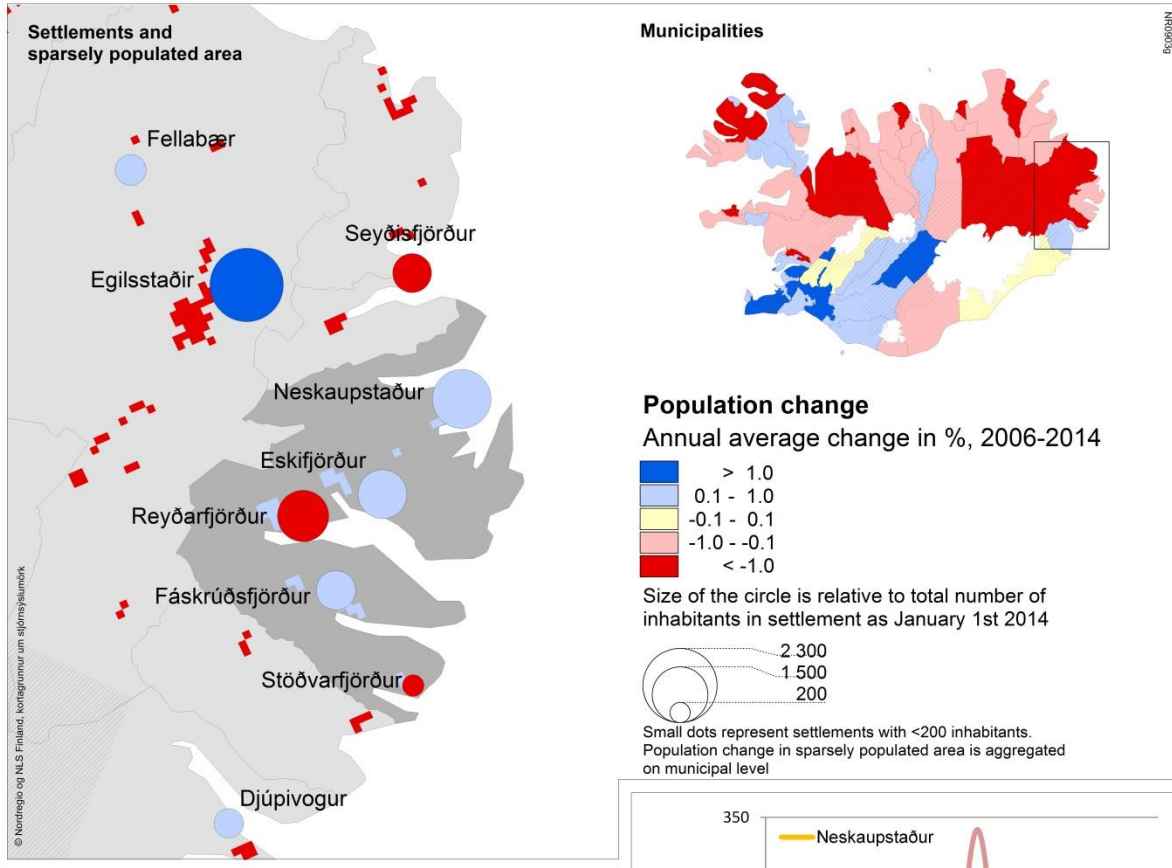 Settlements and
sparsely populated area
Fellabær
Seyðisfjörður
Egilsstaðir
Neskaupstaður
Eskifjörður
Reyðarfjörður
Fáskrúðsfjörður
Stöðvarfjörður
Djúpivogur
© Nordregio og NLS Finland, kortagrunnur um stjórnsýslumörk
Municipalities
NR0903g
Population change
Annual average change in %, 2006-2014
> 1.0
0.1 - 1.0
-0.1 - 0.1
-1.0 - -0.1
< -1.0
Size of the circle is relative to total number of
inhabitants in settlement as January 1st 2014
2 300
1 500
200
Small dots represent settlements with <200 inhabitants.
Population change in sparsely populated area is aggregated
on municipal level
350
Neskaupstaður